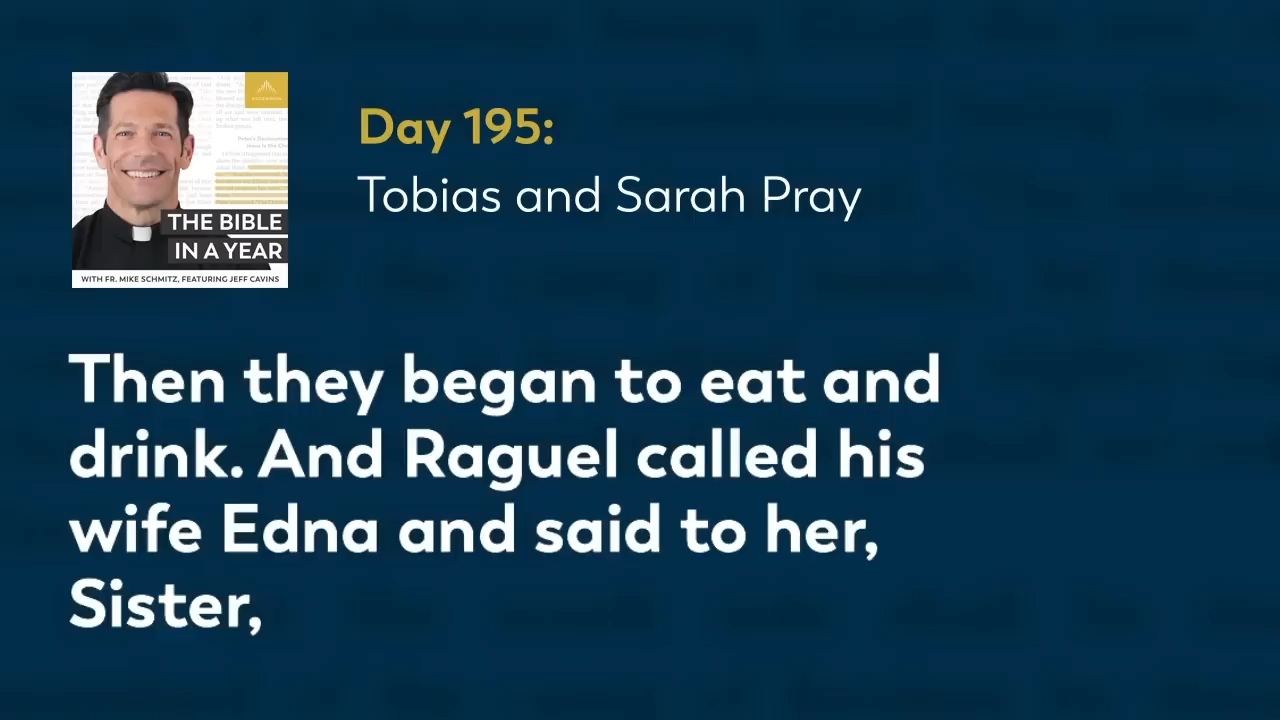 THE BIBLE
IN A YEAR
WITH FR. MIKE SCHMITZ, FEATURING JEFF CAVINS
Day 195:
Tobias and Sarah Pray
Then they began to eat and
drink. And Raguel called his
wife Edna and said to her,
Sister,